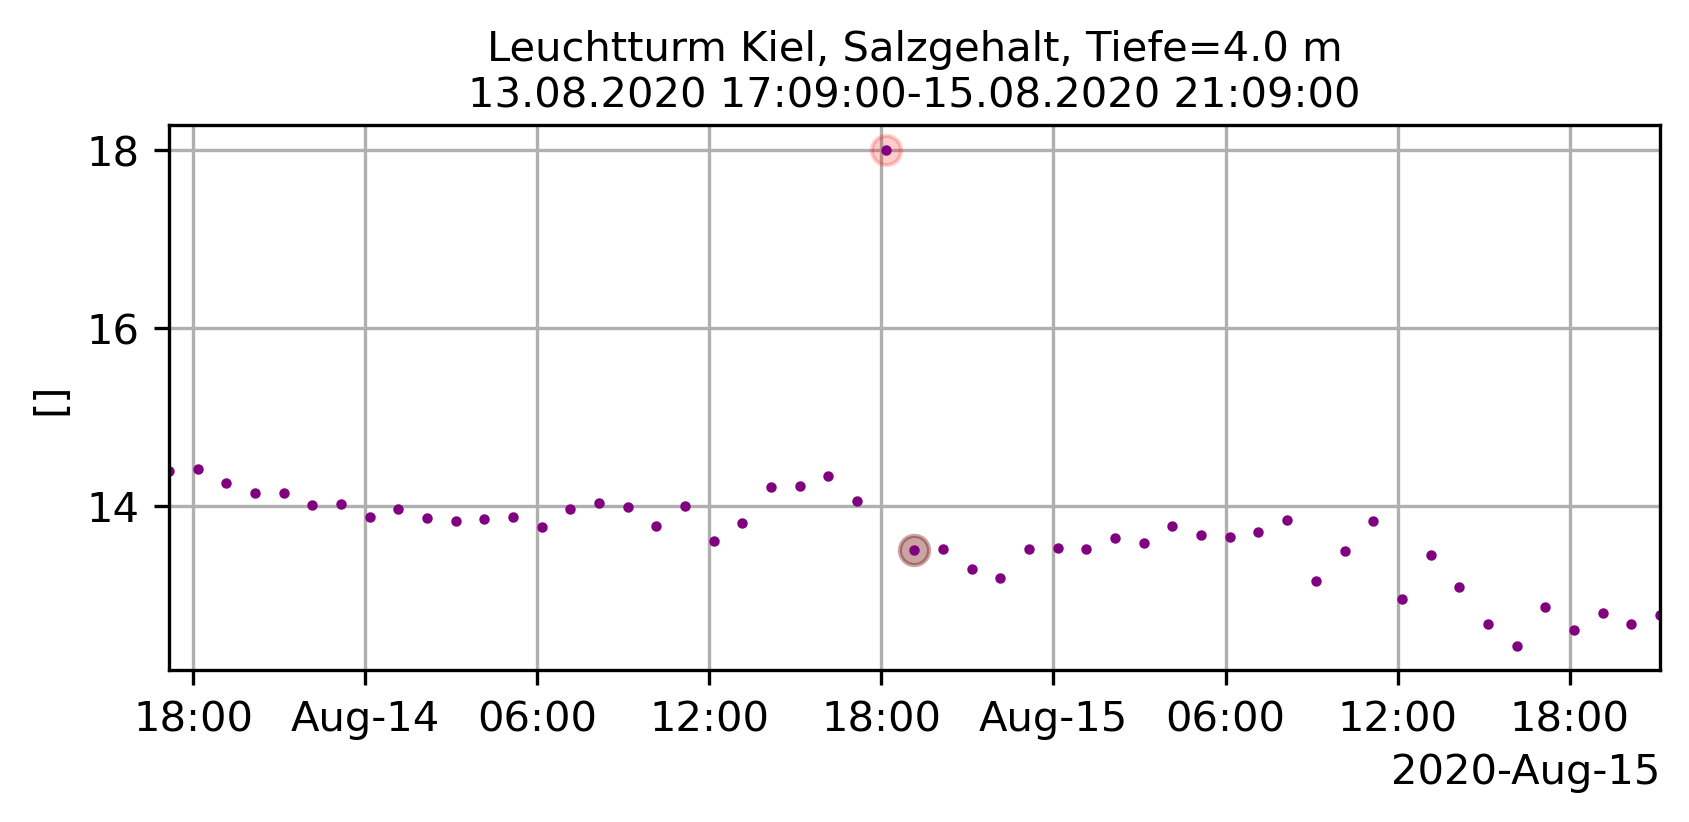 Leuchtturm Kiel, Salzgehalt, Tiefe=4.0 m
13.08.2020 17:09:00-15.08.2020 21:09:00
18
16
14
[]
18:00 Aug-14 06:00 12:00 18:00 Aug-15 06:00 12:00 18:00
2020-Aug-15